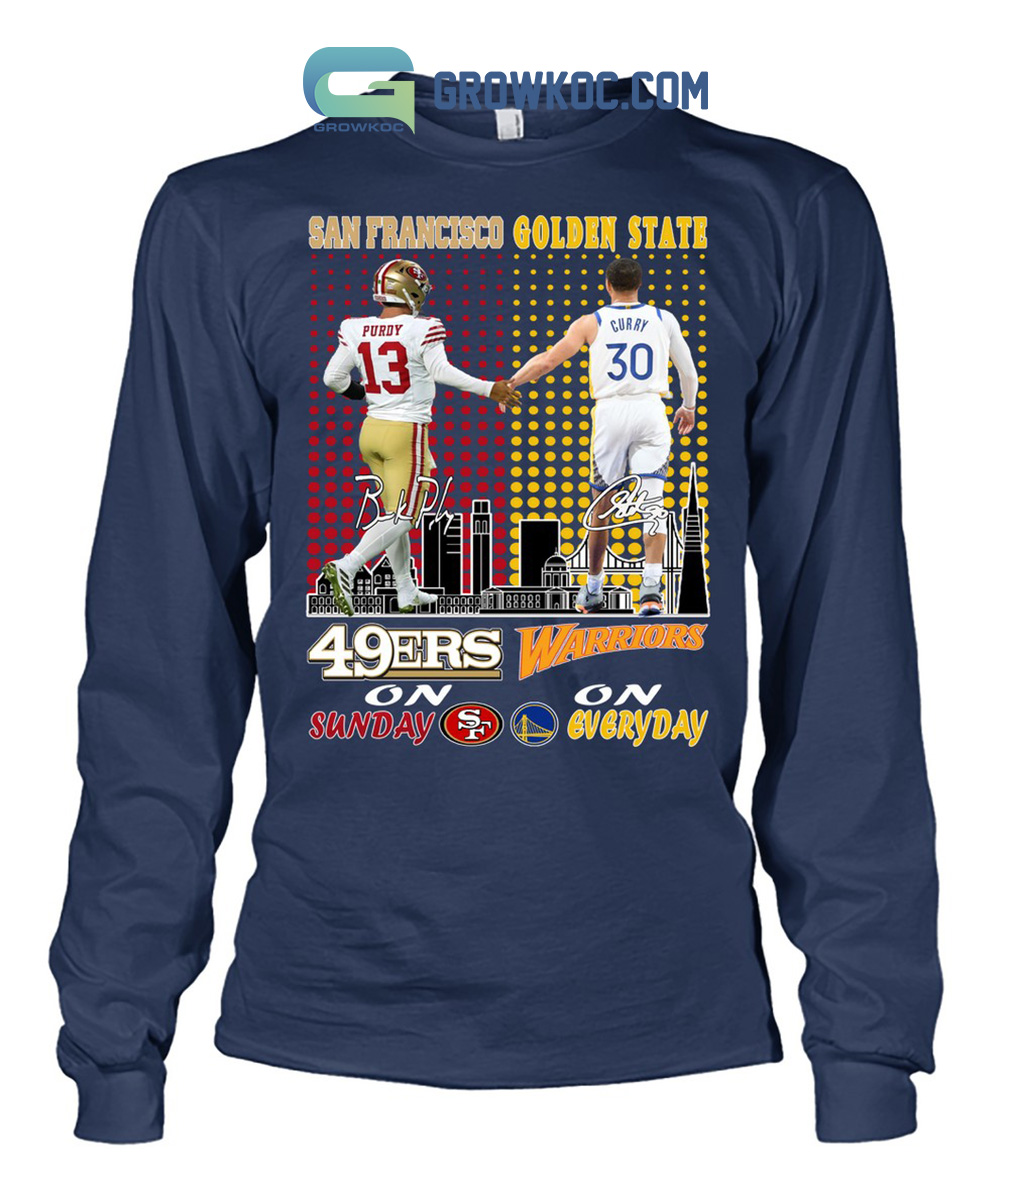 GROWKOC.COM
GROWKOC
SAN FRANCISCO GOLDEN STATE
PURDY
13
CURRY
30
49ERS WARRIORS
ON ON
SUNDAY SF EVERYDAY